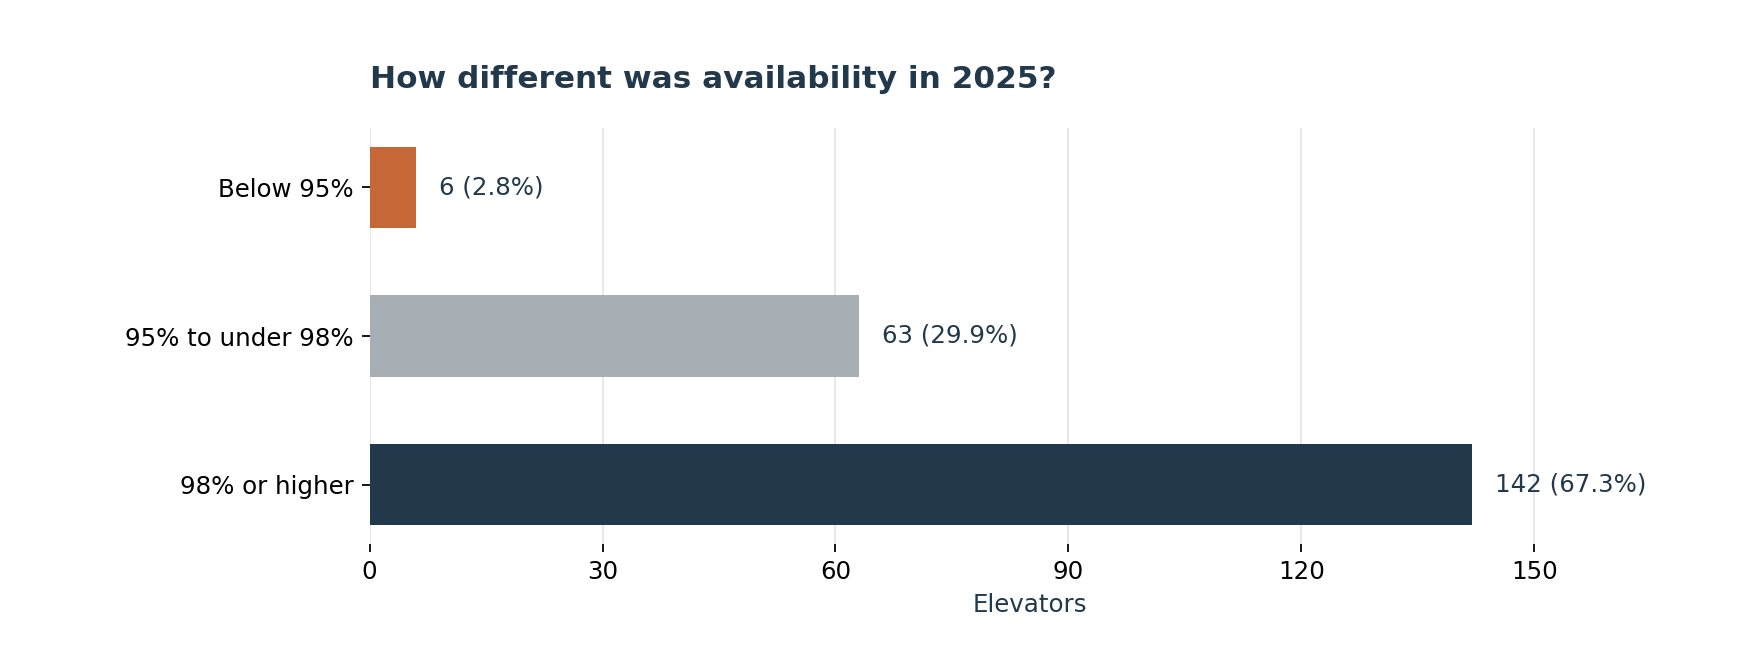 How different was availability in 2025?
Below 95%
6 (2.8%)
95% to under 98%
63 (29.9%)
98% or higher
142 (67.3%)
0 30 60 90 120 150
Elevators